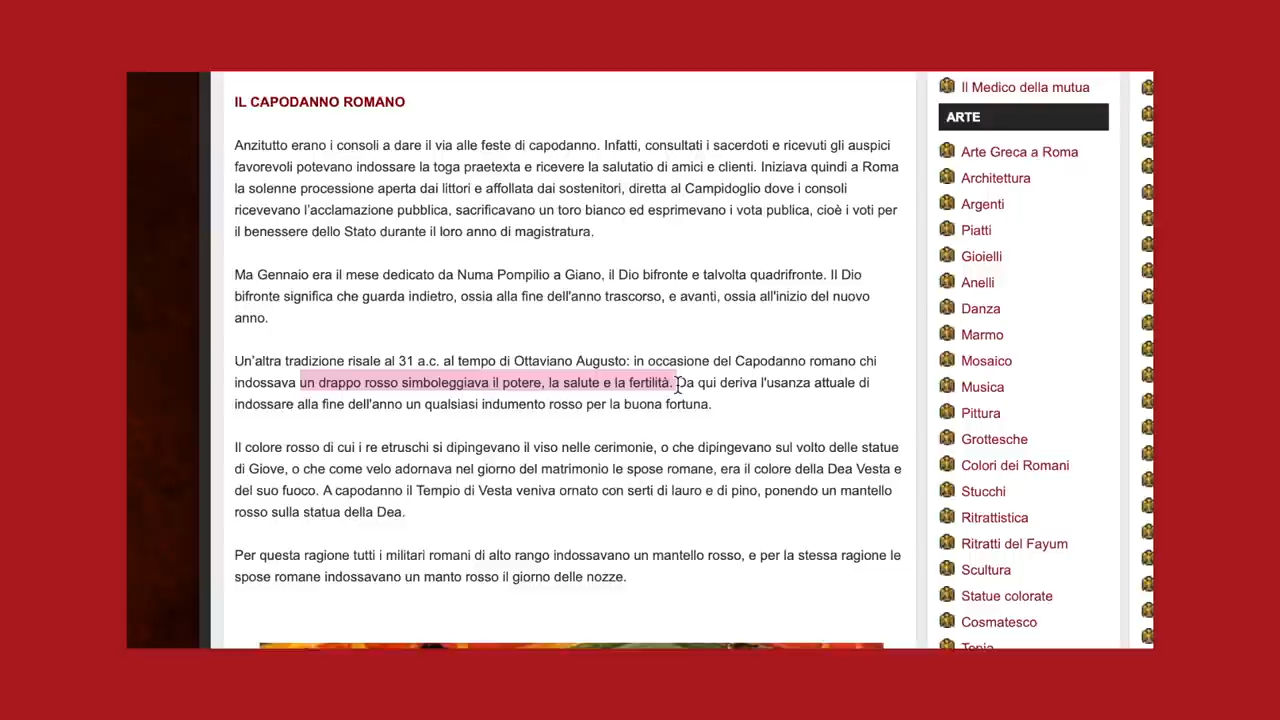 IL CAPODANNO ROMANO
Anzitutto erano i consoli a dare il via alle feste di capodanno. Infatti, consultati i sacerdoti e ricevuti gli auspici
favorevoli potevano indossare la toga praetexta e ricevere la salutatio di amici e clienti. Iniziava quindi a Roma
la solenne processione aperta dai littori e affollata dai sostenitori, diretta al Campidoglio dove i consoli
ricevevano l'acclamazione pubblica, sacrificavano un toro bianco ed esprimevano i vota publica, cioè i voti per
il benessere dello Stato durante il loro anno di magistratura.
Ma Gennaio era il mese dedicato da Numa Pompilio a Giano, il Dio bifronte e talvolta quadrifronte. Il Dio
bifronte significa che guarda indietro, ossia alla fine dell'anno trascorso, e avanti, ossia all'inizio del nuovo
anno.
Un'altra tradizione risale al 31 a.c. al tempo di Ottaviano Augusto: in occasione del Capodanno romano chi
indossava un drappo rosso simboleggiava il potere, la salute e la fertilità. Da qui deriva l'usanza attuale di
indossare alla fine dell'anno un qualsiasi indumento rosso per la buona fortuna.
Il colore rosso di cui i re etruschi si dipingevano il viso nelle cerimonie, o che dipingevano sul volto delle statue
di Giove, o che come velo adornava nel giorno del matrimonio le spose romane, era il colore della Dea Vesta e
del suo fuoco. A capodanno il Tempio di Vesta veniva ornato con serti di lauro e di pino, ponendo un mantello
rosso sulla statua della Dea.
Per questa ragione tutti i militari romani di alto rango indossavano un mantello rosso, e per la stessa ragione le
spose romane indossavano un manto rosso il giorno delle nozze.
Il Medico della mutua
ARTE
Arte Greca a Roma
Architettura
Argenti
Piatti
Gioielli
Anelli
Danza
Marmo
Mosaico
Musica
Pittura
Grottesche
Colori dei Romani
Stucchi
Ritrattistica
Ritratti del Fayum
Scultura
Statue colorate
Cosmatesco